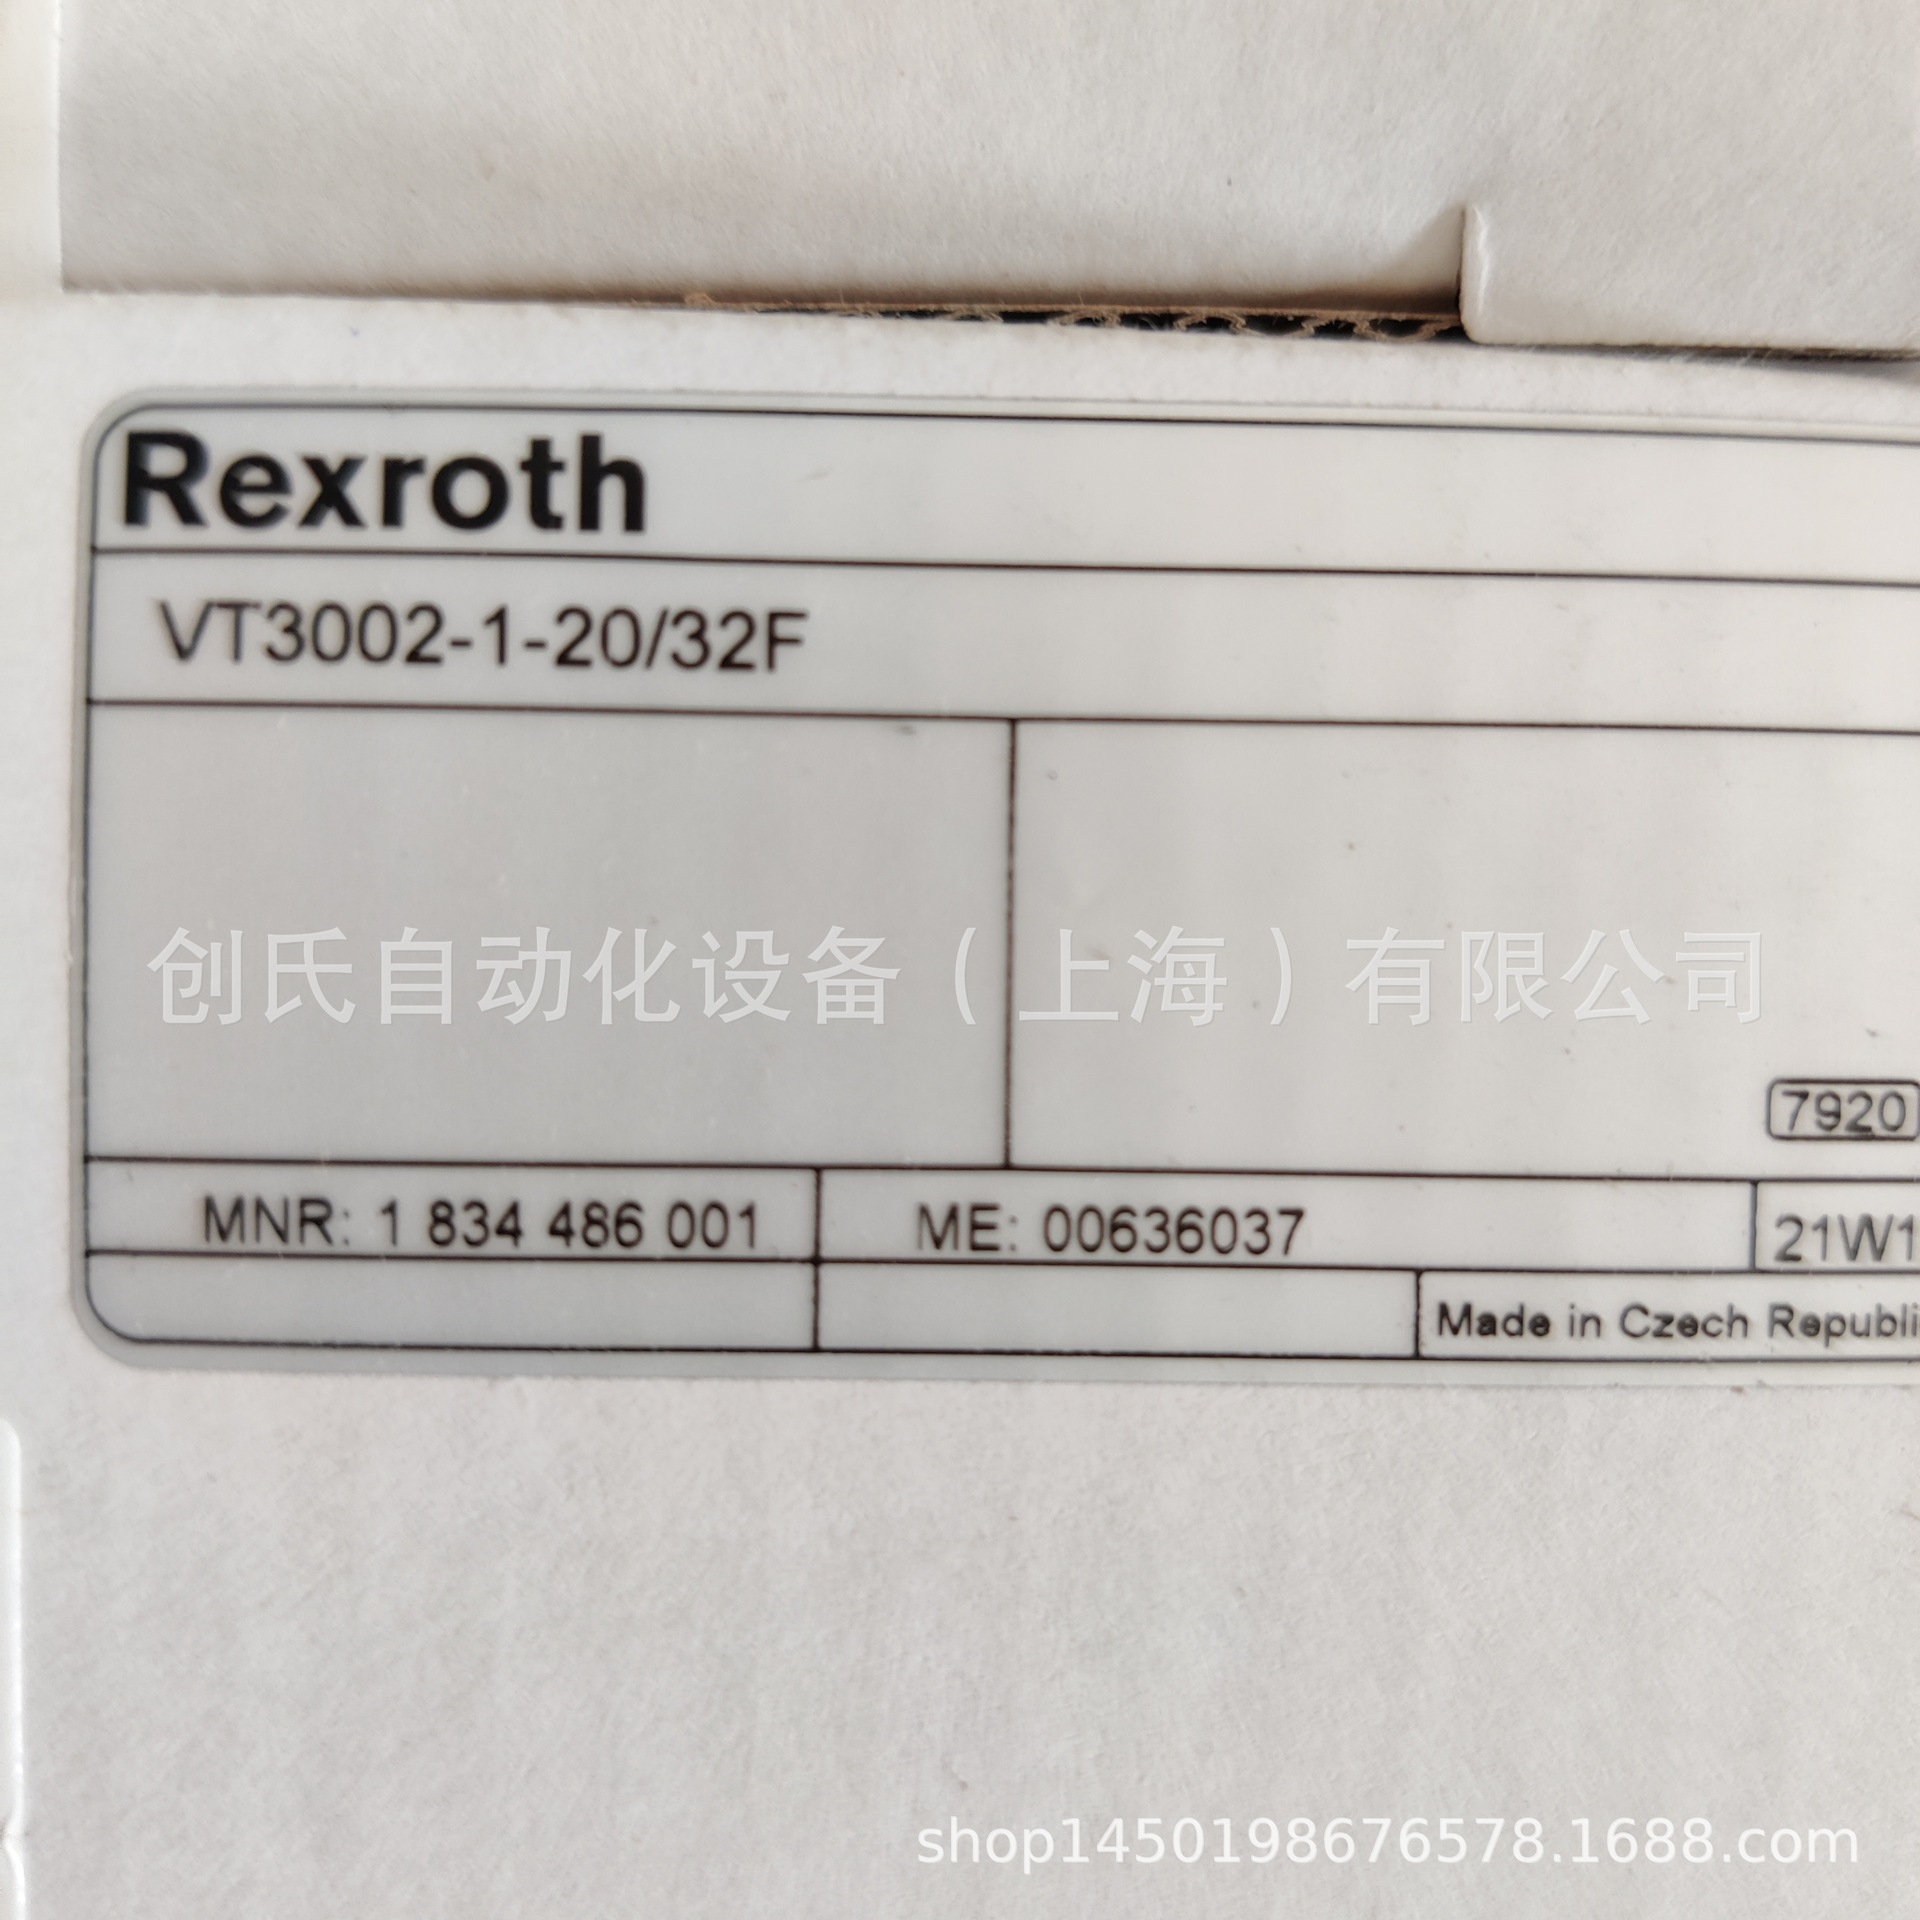 Rexroth
VT3002-1-20/32F
创氏自动化设备（上海）有限公司
7920
MNR: 1 834 486 001
ME: 00636037
21W1
Made in Czech Republi
shop1450198676578.1688.com